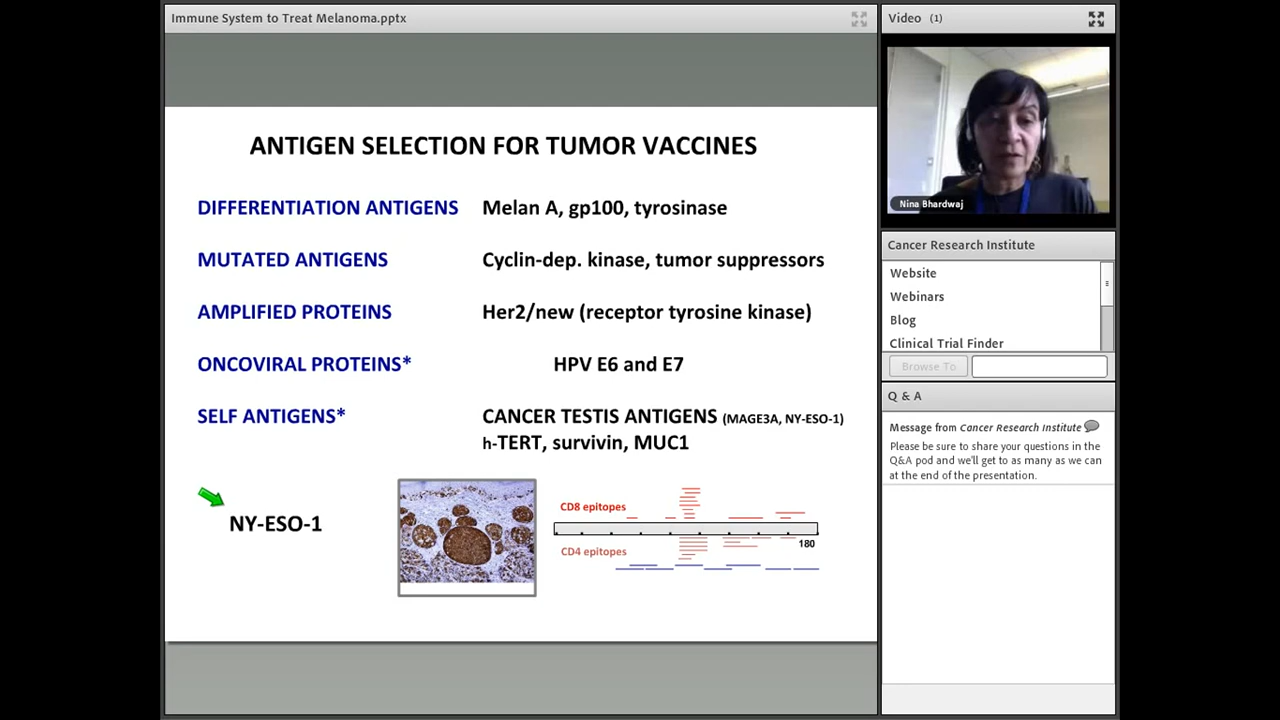 Immune System to Treat Melanoma.pptx
ANTIGEN SELECTION FOR TUMOR VACCINES
DIFFERENTIATION ANTIGENS Melan A, gp100, tyrosinase
MUTATED ANTIGENS Cyclin-dep. kinase, tumor suppressors
AMPLIFIED PROTEINS Her2/new (receptor tyrosine kinase)
ONCOVIRAL PROTEINS* HPV E6 and E7
SELF ANTIGENS* CANCER TESTIS ANTIGENS (MAGE3A, NY-ESO-1)
h-TERT, survivin, MUC1
NY-ESO-1
CD8 epitopes
180
CD4 epitopes
Video (1)
Nina Bhardwaj
Cancer Research Institute
Website
Webinars
Blog
Clinical Trial Finder
Browse To
Q & A
Message from Cancer Research Institute
Please be sure to share your questions in the
Q&A pod and we'll get to as many as we can
at the end of the presentation.